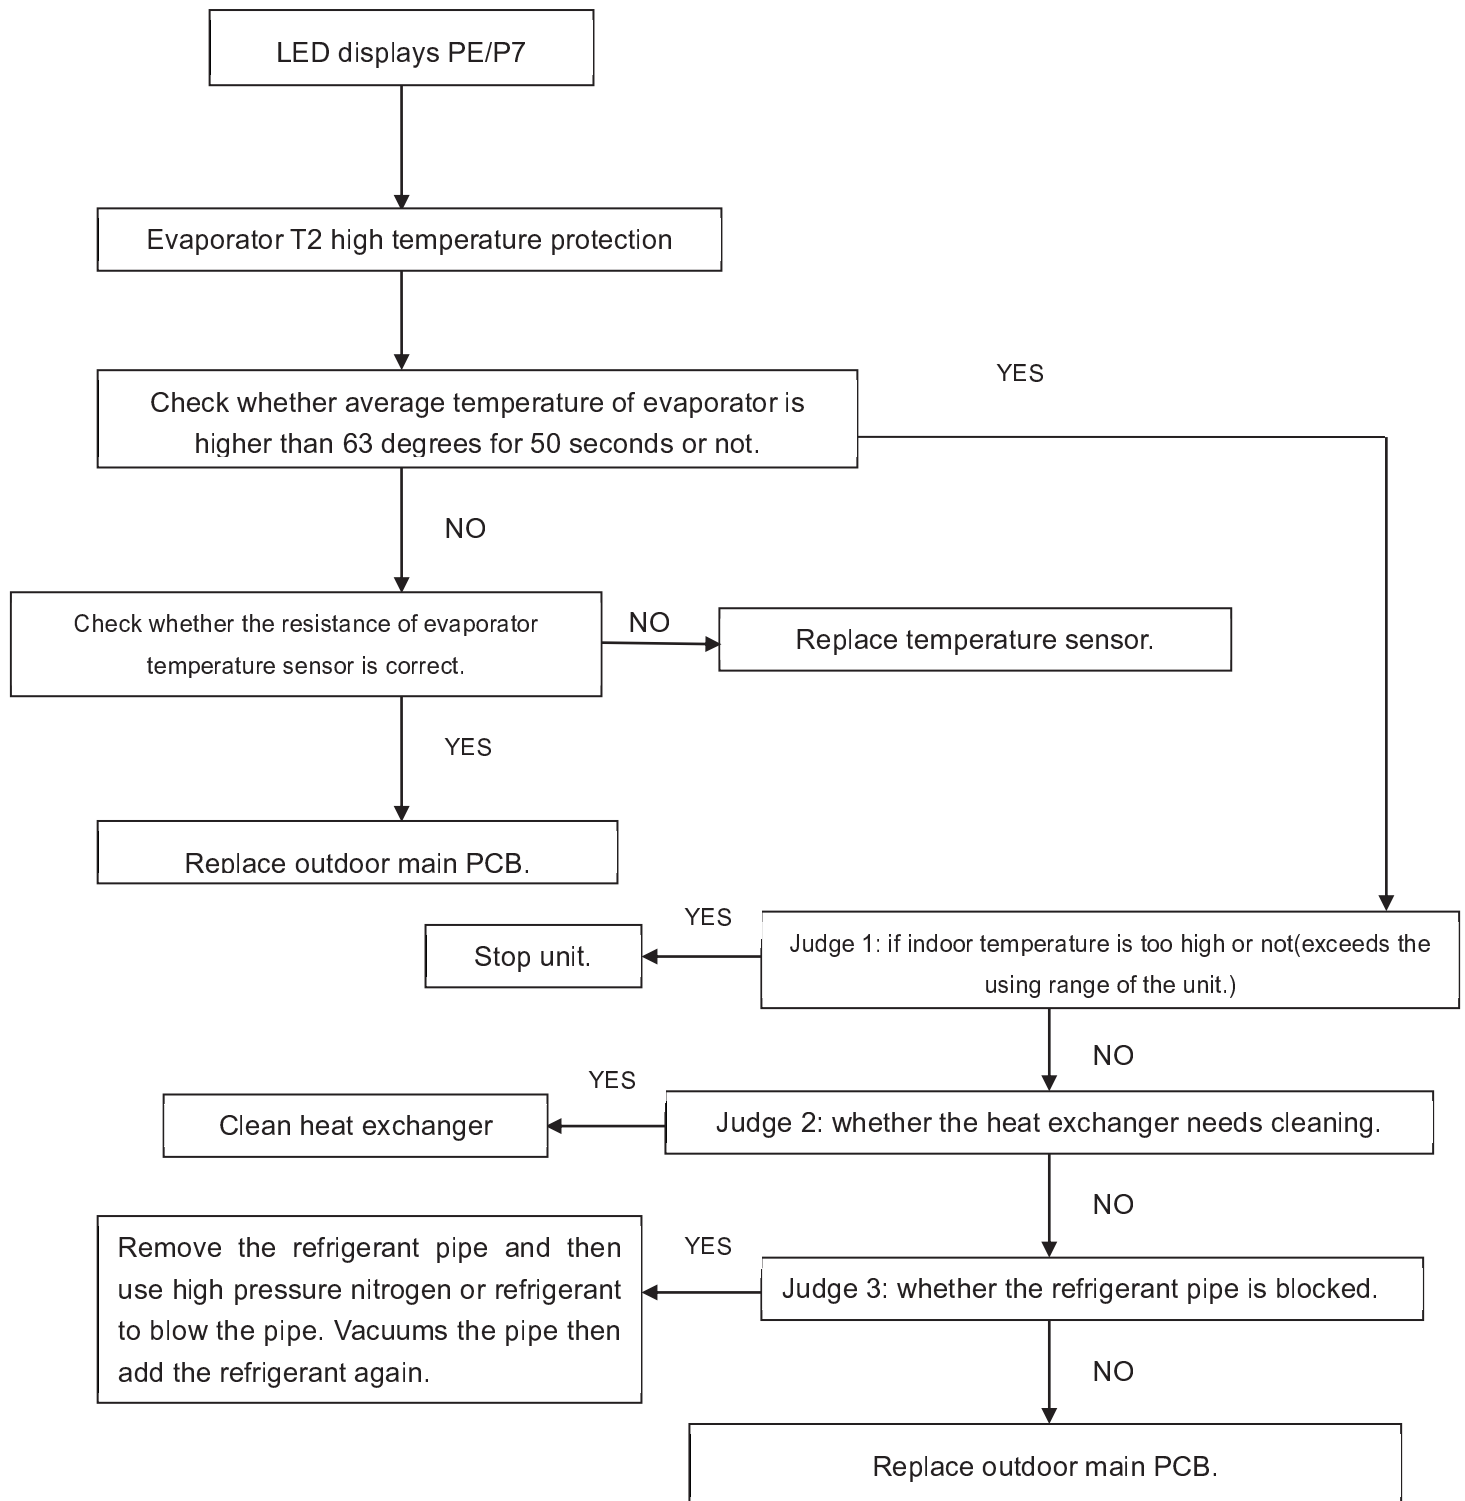 LED displays PE/P7
Evaporator T2 high temperature protection
YES
Check whether average temperature of evaporator is
higher than 63 degrees for 50 seconds or not.
NO
Check whether the resistance of evaporator
temperature sensor is correct.
NO
Replace temperature sensor.
YES
Replace outdoor main PCB.
YES
Stop unit.
Judge 1: if indoor temperature is too high or not(exceeds the
using range of the unit.)
NO
YES
Clean heat exchanger
Judge 2: whether the heat exchanger needs cleaning.
NO
Remove the refrigerant pipe and then
use high pressure nitrogen or refrigerant
to blow the pipe. Vacuums the pipe then
add the refrigerant again.
YES
Judge 3: whether the refrigerant pipe is blocked.
NO
Replace outdoor main PCB.